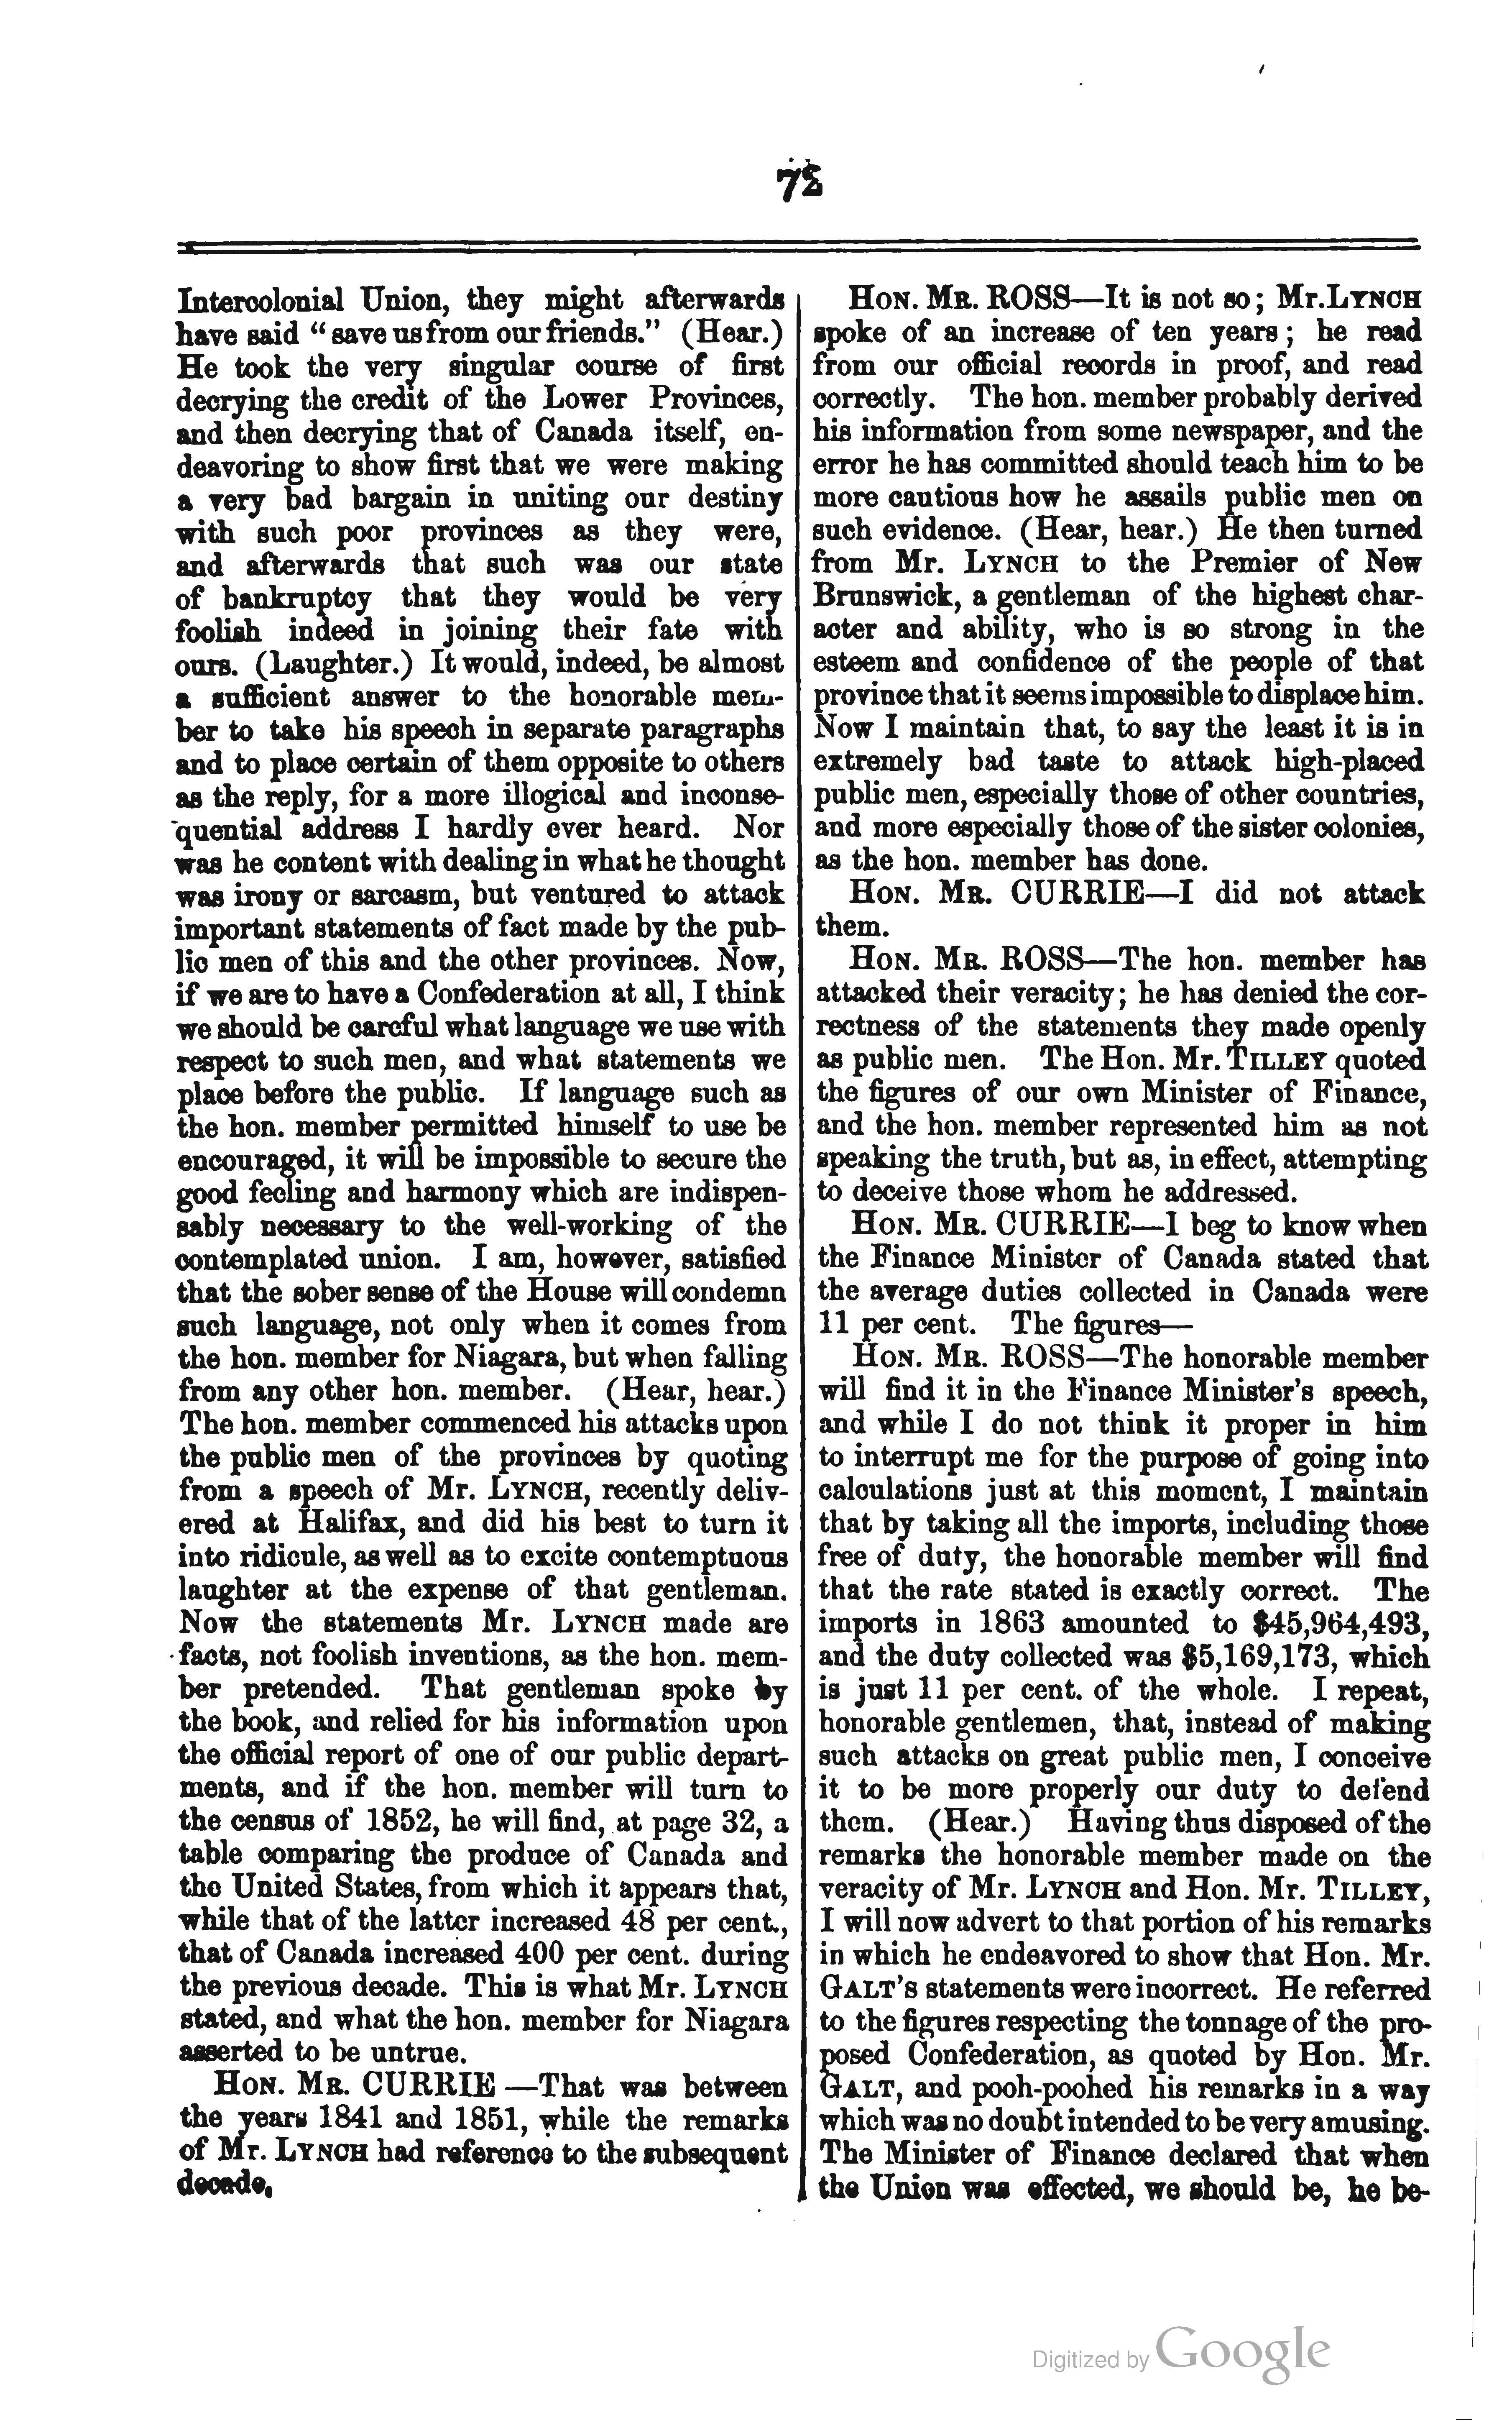 72
Intercolonial Union, they might afterwards
have said "save us from our friends." (Hear.)
He took the very singular course of first
decrying the credit of the Lower Provinces,
and then decrying that of Canada itself, en-
deavoring to show first that we were making
a very bad bargain in uniting our destiny
with such poor provinces as they were,
and afterwards that such was our state
of bankruptcy that they would be very
foolish indeed in joining their fate with
ours. (Laughter.) It would, indeed, be almost
a sufficient answer to the honorable mem-
ber to take his speech in separate paragraphs
and to place certain of them opposite to others
as the reply, for a more illogical and inconse-
quential address I hardly ever heard. Nor
was he content with dealing in what he thought
was irony or sarcasm, but ventured to attack
important statements of fact made by the pub-
lic men of this and the other provinces. Now,
if we are to have a Confederation at all, I think
we should be careful what language we use with
respect to such men, and what statements we
place before the public. If language such as
the hon. member permitted himself to use be
encouraged, it will be impossible to secure the
good feeling and harmony which are indispen-
sably necessary to the well-working of the
contemplated union. I am, however, satisfied
that the sober sense of the House will condemn
such language, not only when it comes from
the hon. member for Niagara, but when falling
from any other hon. member. (Hear, hear.)
The hon. member commenced his attacks upon
the public men of the provinces by quoting
from a speech of Mr. LYNCH, recently deliv-
ered at Halifax, and did his best to turn it
into ridicule, as well as to excite contemptuous
laughter at the expense of that gentleman.
Now the statements Mr. LYNCH made are
facts, not foolish inventions, as the hon. mem-
ber pretended. That gentleman spoke by
the book, and relied for his information upon
the official report of one of our public depart-
ments, and if the hon. member will turn to
the census of 1852, he will find, at page 32, a
table comparing the produce of Canada and
the United States, from which it appears that,
while that of the latter increased 48 per cent.,
that of Canada increased 400 per cent. during
the previous decade. This is what Mr. LYNCH
stated, and what the hon. member for Niagara
asserted to be untrue.
HON. MR. CURRIE —That was between
the years 1841 and 1851, while the remarks
of Mr. LYNCH had reference to the subsequent
decade.
HON. MR. ROSS—It is not so; Mr. LYNCH
spoke of an increase of ten years; he read
from our official records in proof, and read
correctly. The hon. member probably derived
his information from some newspaper, and the
error he has committed should teach him to be
more cautious how he assails public men on
such evidence. (Hear, hear.) He then turned
from Mr. LYNCH to the Premier of New
Brunswick, a gentleman of the highest char-
acter and ability, who is so strong in the
esteem and confidence of the people of that
province that it seems impossible to displace him.
Now I maintain that, to say the least it is in
extremely bad taste to attack high-placed
public men, especially those of other countries,
and more especially those of the sister colonies,
as the hon. member has done.
HON. MR. CURRIE—I did not attack
them.
HON. MR. ROSS—The hon. member has
attacked their veracity; he has denied the cor-
rectness of the statements they made openly
as public men. The Hon. Mr. TILLEY quoted
the figures of our own Minister of Finance,
and the hon. member represented him as not
speaking the truth, but as, in effect, attempting
to deceive those whom he addressed.
HON. MR. CURRIE—I beg to know when
the Finance Minister of Canada stated that
the average duties collected in Canada were
11 per cent. The figures—
HON. MR. ROSS—The honorable member
will find it in the Finance Minister's speech,
and while I do not think it proper in him
to interrupt me for the purpose of going into
calculations just at this moment, I maintain
that by taking all the imports, including those
free of duty, the honorable member will find
that the rate stated is exactly correct. The
imports in 1863 amounted to $45,964,493,
and the duty collected was $5,169,173, which
is just 11 per cent. of the whole. I repeat,
honorable gentlemen, that, instead of making
such attacks on great public men, I conceive
it to be more properly our duty to defend
them. (Hear.) Having thus disposed of the
remarks the honorable member made on the
veracity of Mr. LYNCH and Hon. Mr. TILLEY,
I will now advert to that portion of his remarks
in which he endeavored to show that Hon. Mr.
GALT'S statements were incorrect. He referred
to the figures respecting the tonnage of the pro-
posed Confederation, as quoted by Hon. Mr.
GALT, and pooh-poohed his remarks in a way
which was no doubt intended to be very amusing.
The Minister of Finance declared that when
the Union was effected, we should be, he be-
Digitized by Google